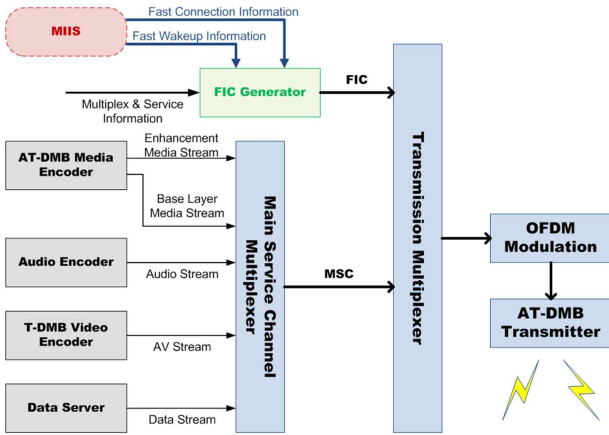 MIIS
Fast Connection Information
Fast Wakeup Information
FIC Generator
FIC
Multiplex & Service
Information
Enhancement
Media Stream
AT-DMB Media
Encoder
Base Layer
Media Stream
Audio Encoder
Audio Stream
T-DMB Video
Encoder
AV Stream
Data Server
Data Stream
Main Service Channel
Multiplexer
MSC
Transmission Multiplexer
OFDM
Modulation
AT-DMB
Transmitter